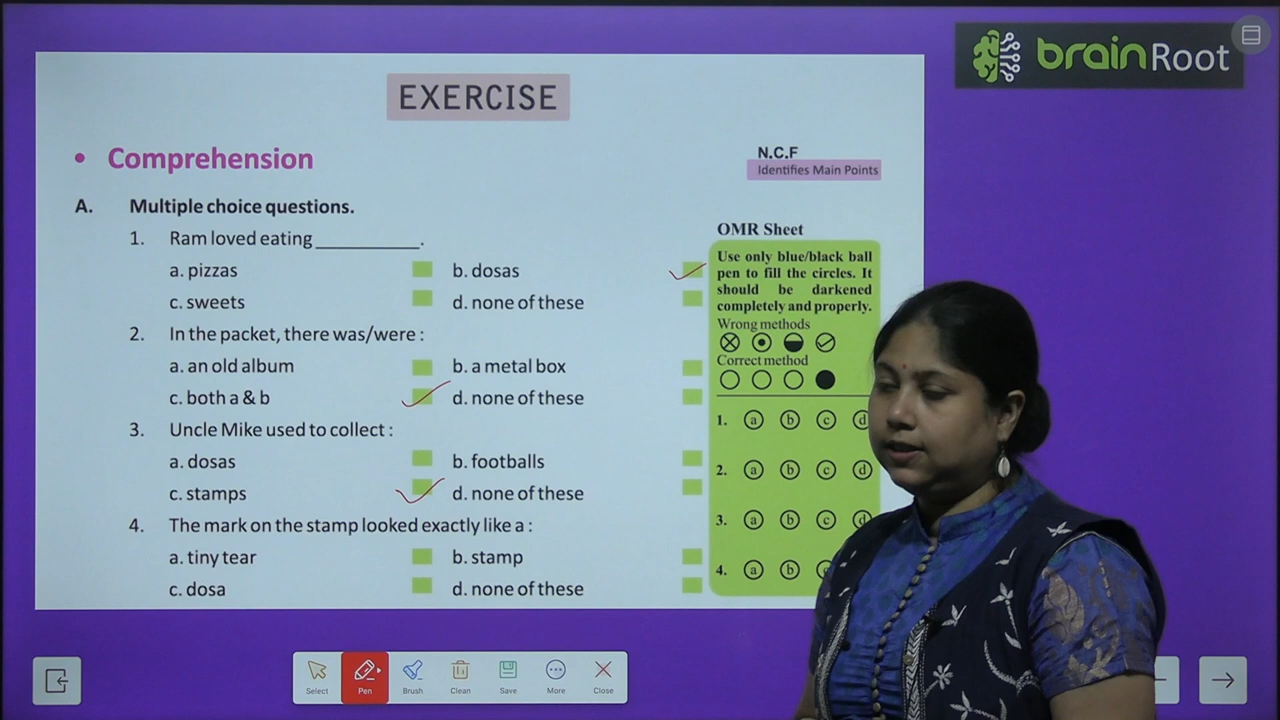 brainRoot
EXERCISE
• Comprehension
N.C.F
Identifies Main Points
A. Multiple choice questions.
1. Ram loved eating __________.
a. pizzas b. dosas
c. sweets d. none of these
2. In the packet, there was/were :
a. an old album b. a metal box
c. both a & b d. none of these
3. Uncle Mike used to collect :
a. dosas b. footballs
c. stamps d. none of these
4. The mark on the stamp looked exactly like a :
a. tiny tear b. stamp
c. dosa d. none of these
OMR Sheet
Use only blue/black ball
pen to fill the circles. It
should be darkened
completely and properly.
Wrong methods
Correct method
1. a b c d
2. a b c d
3. a b c d
4. a b
Select Pen Brush Clean Save More Close